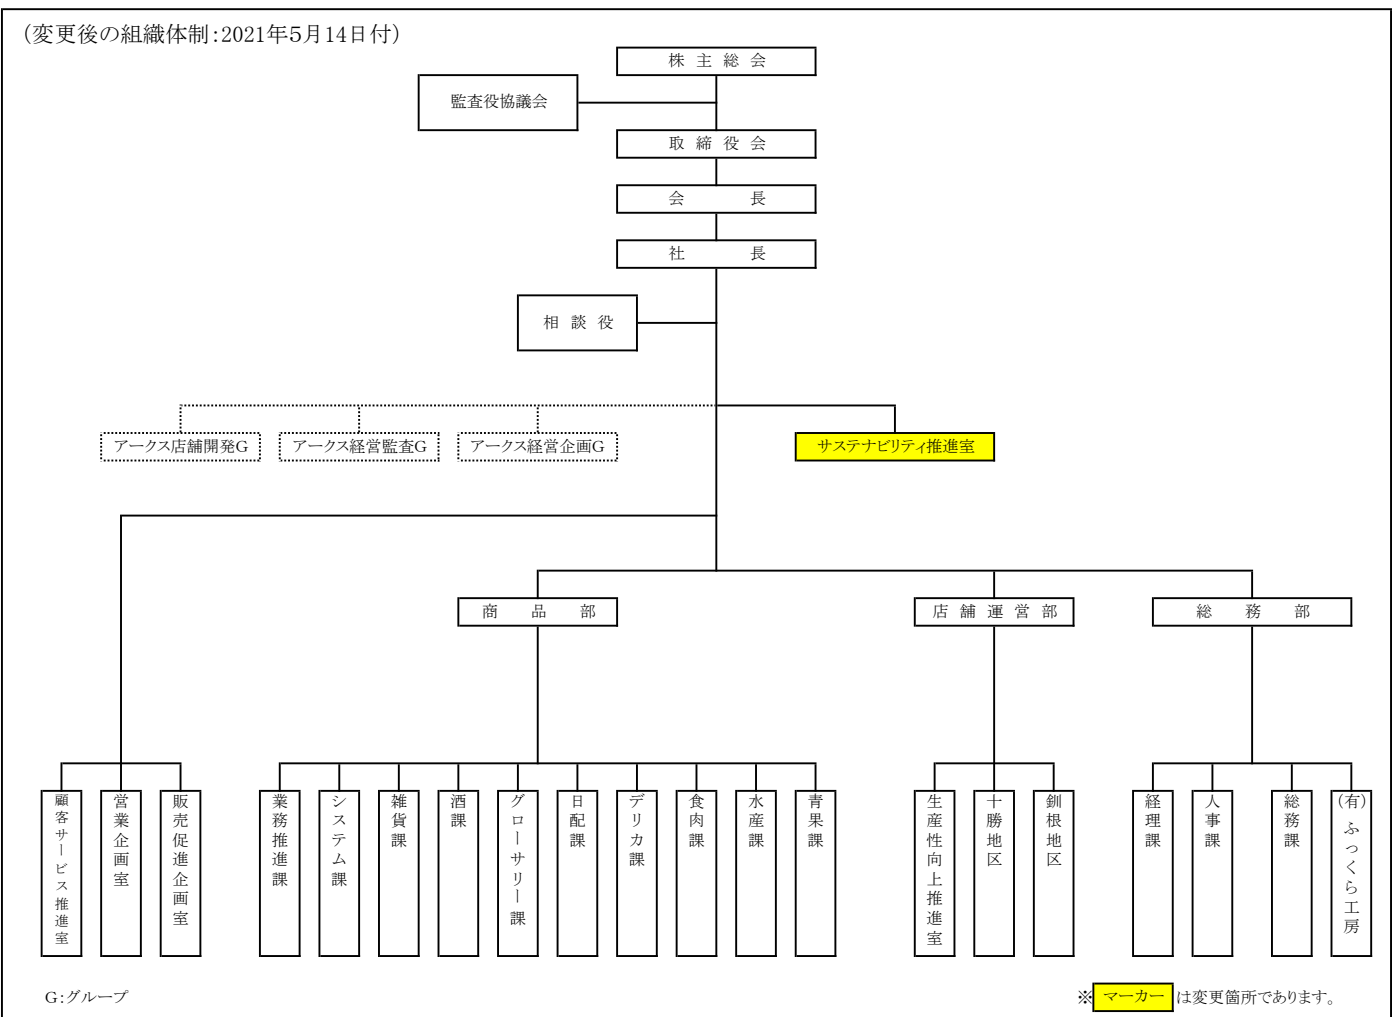 （変更後の組織体制：2021年５月14日付）
株主総会
監査役協議会
取締役会
会長
社長
相談役
アークス店舗開発G
アークス経営監査G
アークス経営企画G
サステナビリティ推進室
商品部
店舗運営部
総務部
顧客サービス推進室
営業企画室
販売促進企画室
業務推進課
システム課
雑貨課
酒課
グローサリー課
日配課
デリカ課
食肉課
水産課
青果課
生産性向上推進室
十勝地区
釧根地区
経理課
人事課
総務課
（有）ふっくら工房
G：グループ
※マーカーは変更箇所であります。